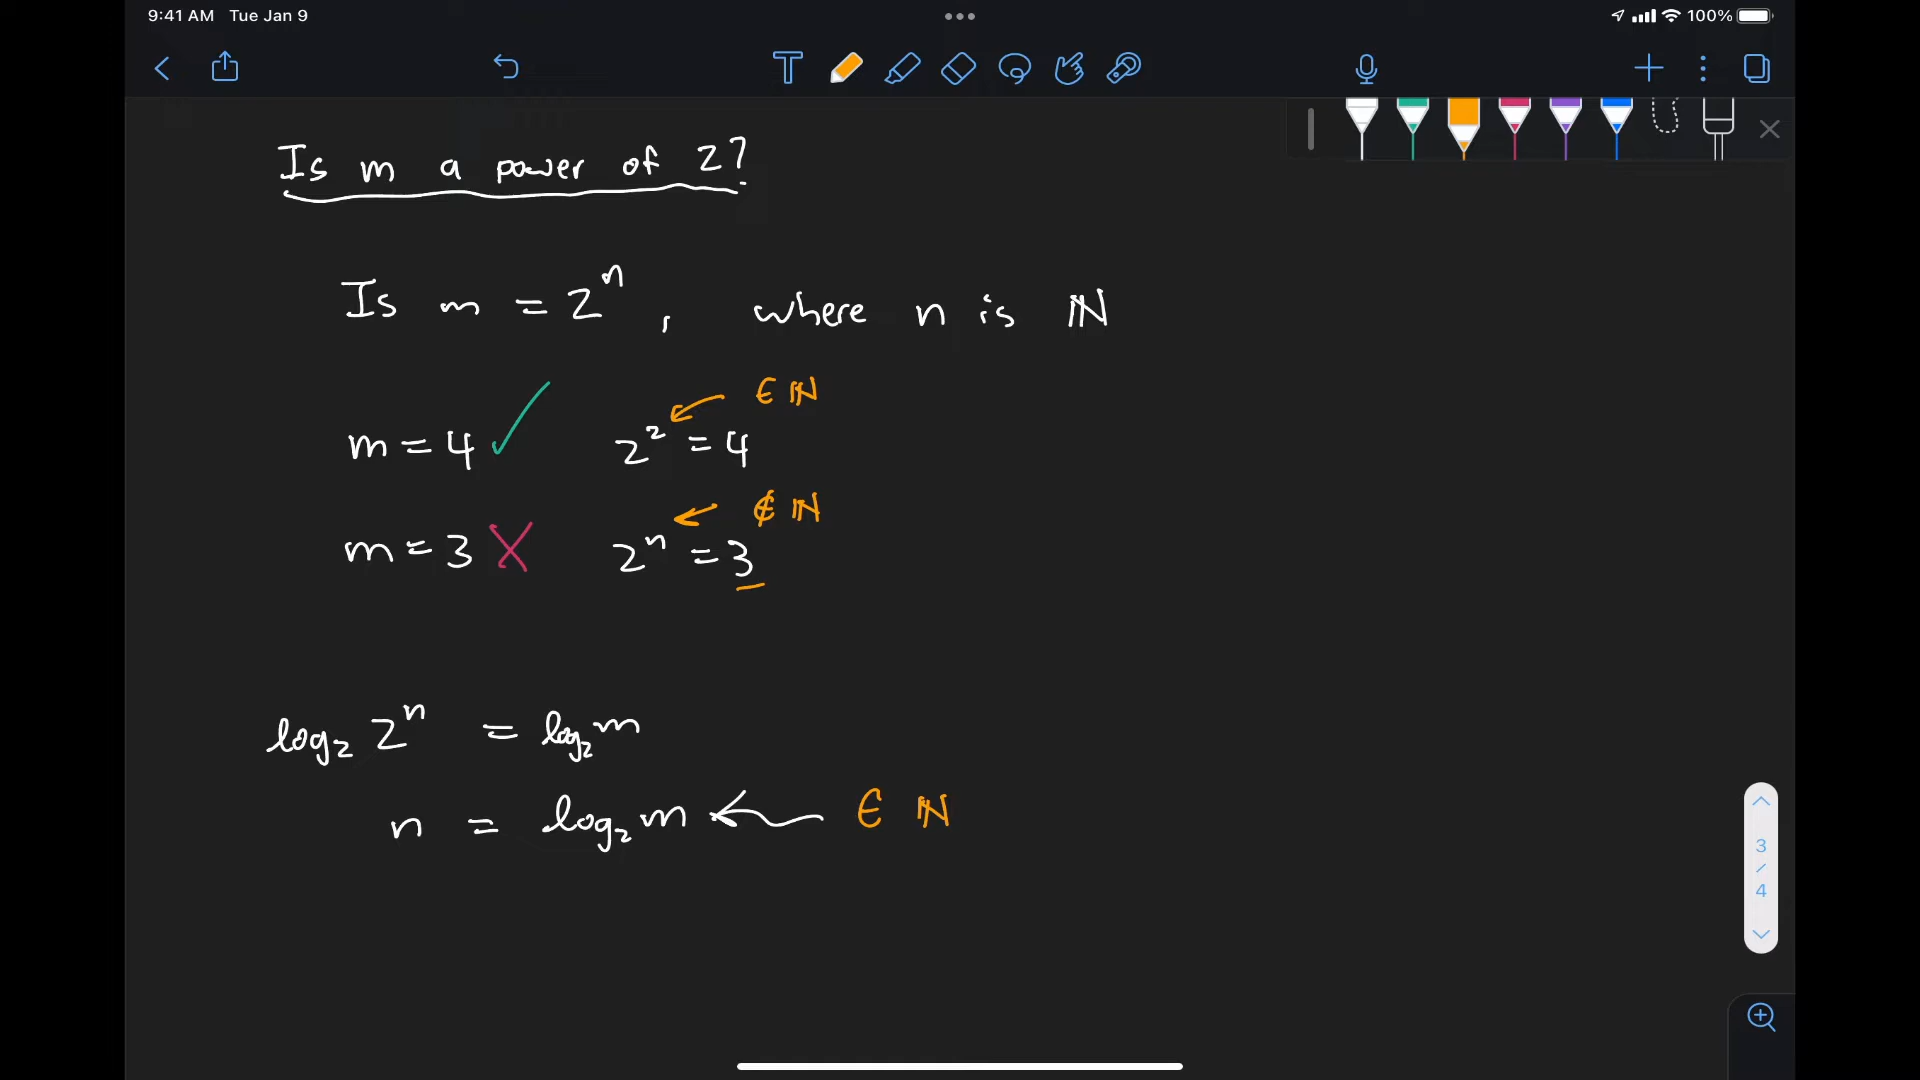 9:41 AM Tue Jan 9
100%
T
Is m a power of 2?
Is m = 2ⁿ, where n is ℕ
∈ ℕ
m = 4 ✓ 2² = 4
∉ ℕ
m = 3 X 2ⁿ = 3
log₂ 2ⁿ = log₂ m
n = log₂ m ← ∈ ℕ
3
/
4